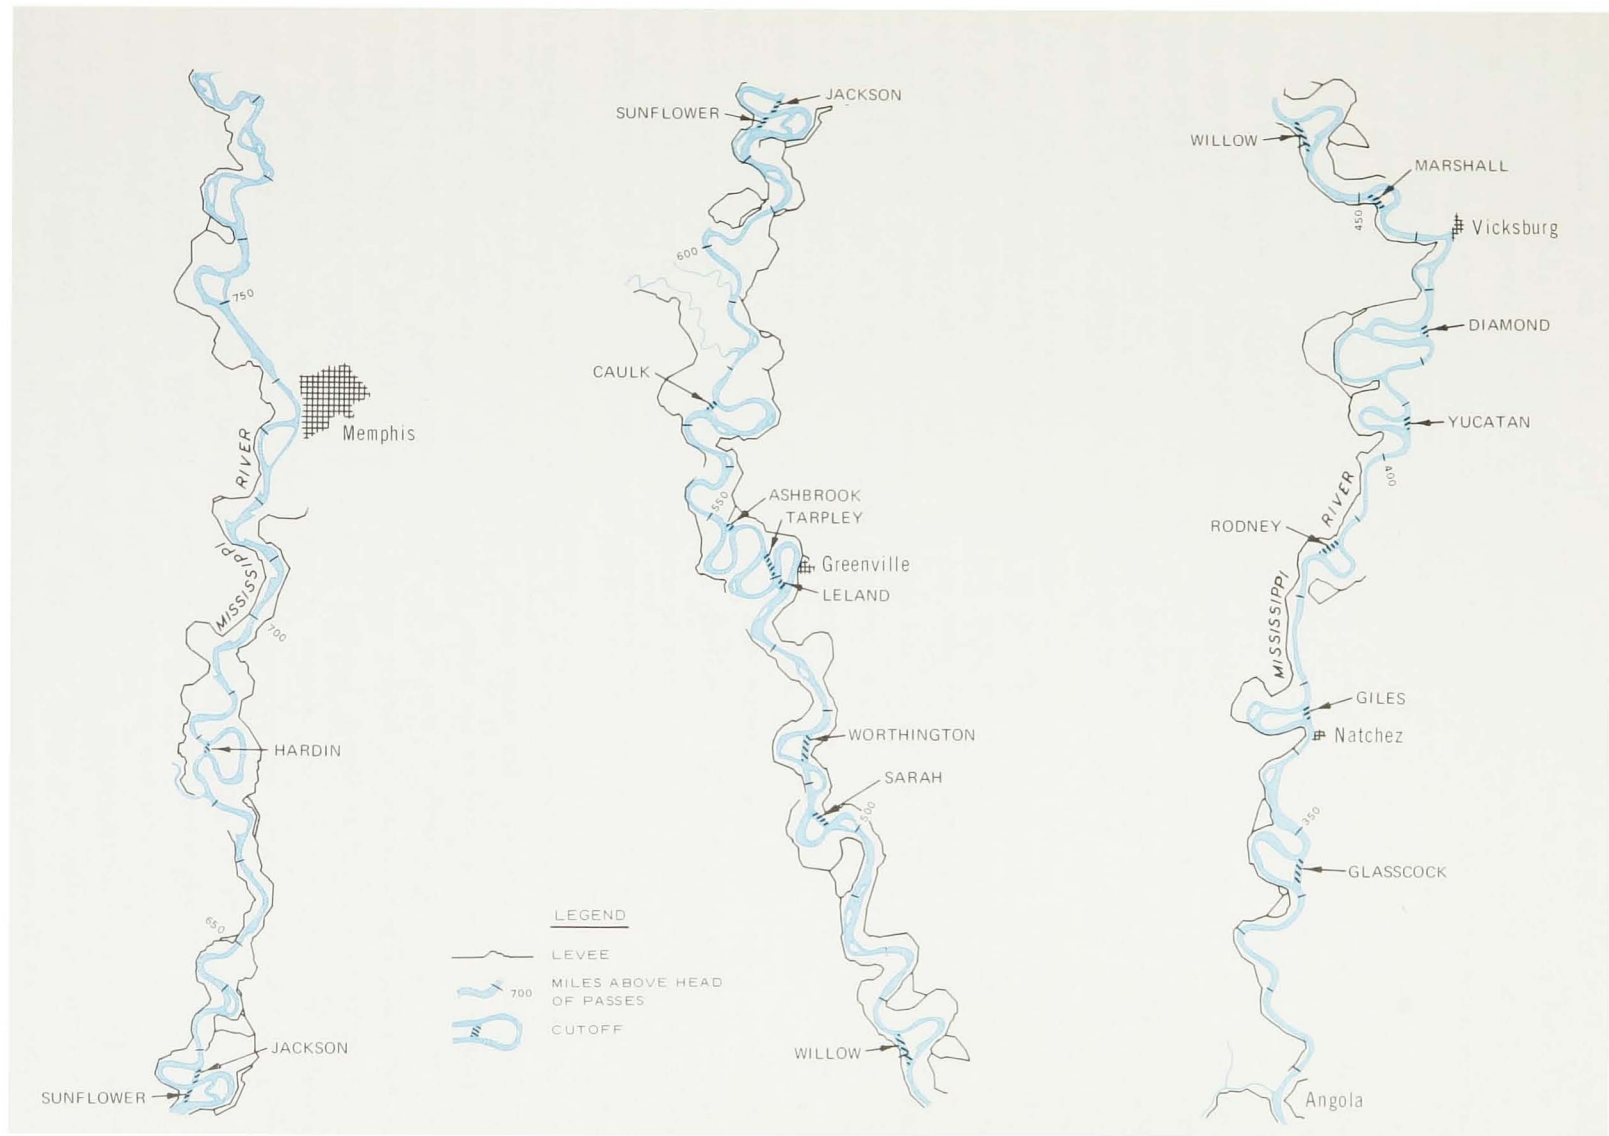 750
Memphis
RIVER
MISSISSIPPI
700
HARDIN
650
JACKSON
SUNFLOWER
JACKSON
SUNFLOWER
600
CAULK
550
ASHBROOK
TARPLEY
Greenville
LELAND
WORTHINGTON
SARAH
500
WILLOW
LEGEND
LEVEE
700
MILES ABOVE HEAD
OF PASSES
CUTOFF
WILLOW
MARSHALL
450
Vicksburg
DIAMOND
YUCATAN
400
RIVER
RODNEY
MISSISSIPPI
GILES
Natchez
350
GLASSCOCK
Angola